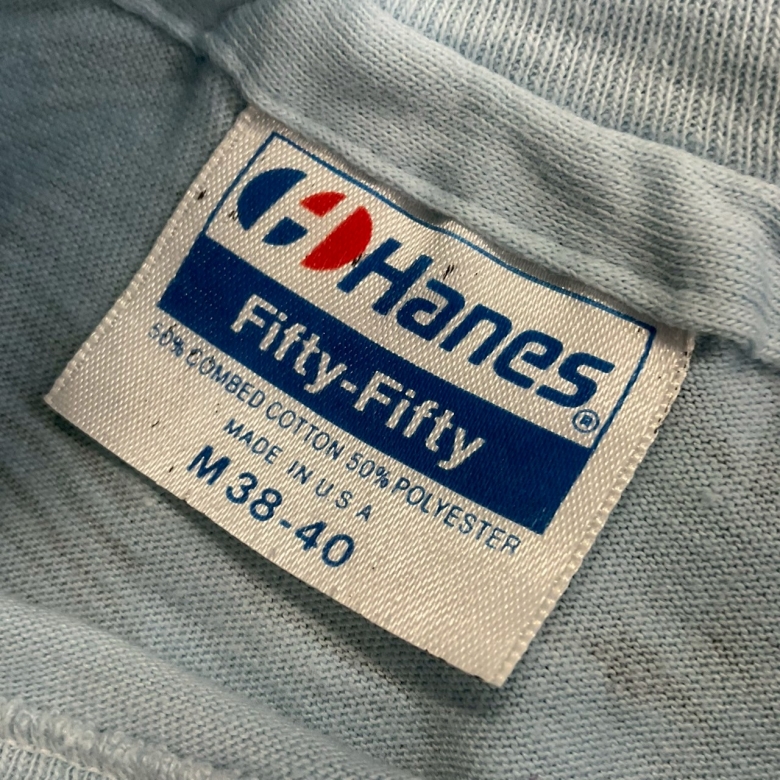 Hanes®
Fifty-Fifty
50% COMBED COTTON 50% POLYESTER
MADE IN U S A
M 38-40